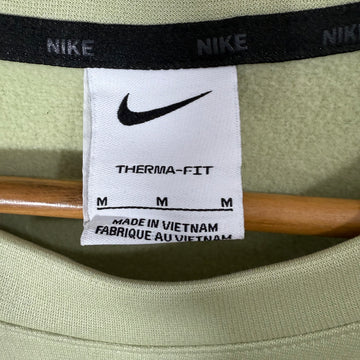 NIKE NIKE NIKE
THERMA-FIT
M M M
MADE IN VIETNAM
FABRIQUE AU VIETNAM